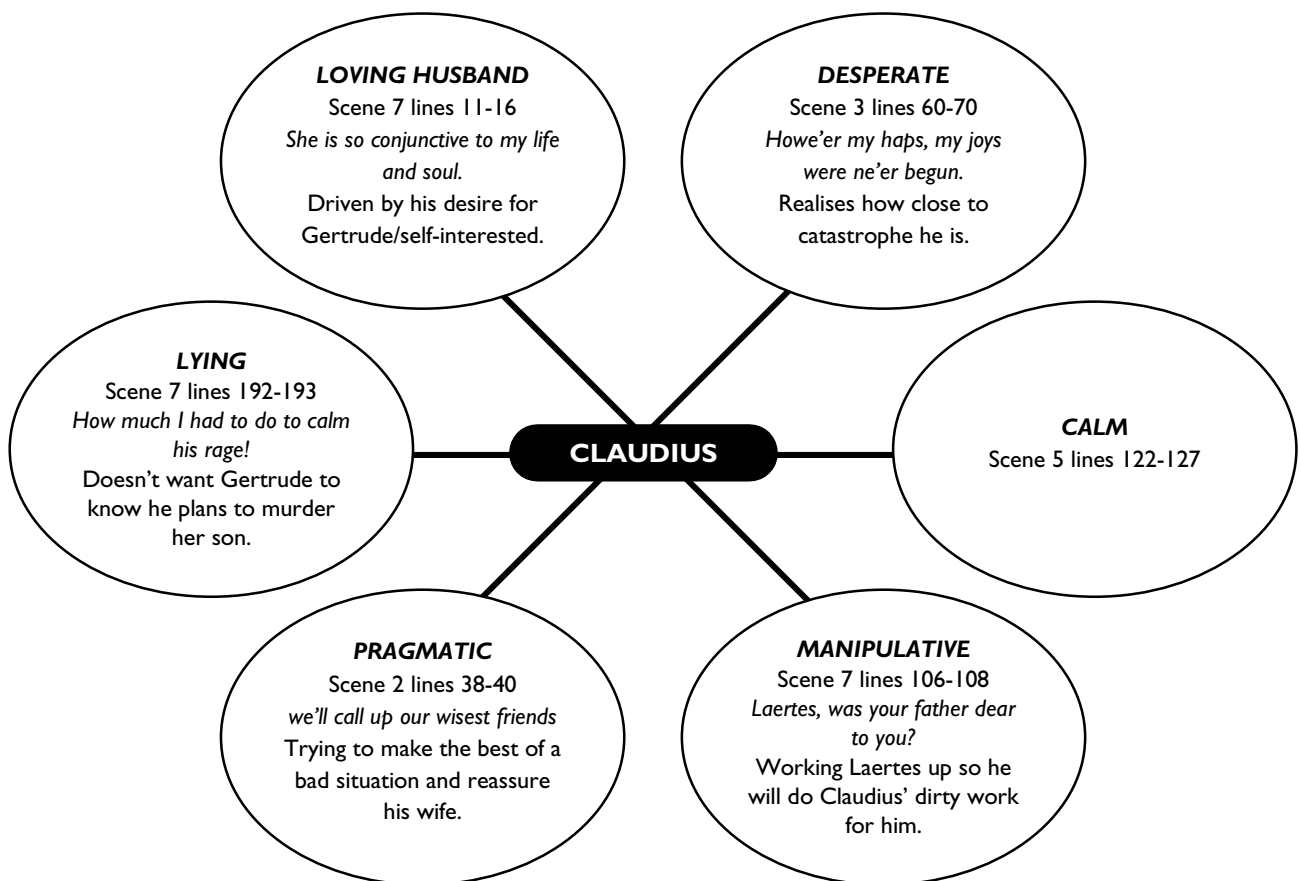 LOVING HUSBAND
Scene 7 lines 11-16
She is so conjunctive to my life
and soul.
Driven by his desire for
Gertrude/self-interested.
DESPERATE
Scene 3 lines 60-70
Howe’er my haps, my joys
were ne’er begun.
Realises how close to
catastrophe he is.
LYING
Scene 7 lines 192-193
How much I had to do to calm
his rage!
Doesn’t want Gertrude to
know he plans to murder
her son.
CLAUDIUS
CALM
Scene 5 lines 122-127
PRAGMATIC
Scene 2 lines 38-40
we’ll call up our wisest friends
Trying to make the best of a
bad situation and reassure
his wife.
MANIPULATIVE
Scene 7 lines 106-108
Laertes, was your father dear
to you?
Working Laertes up so he
will do Claudius’ dirty work
for him.